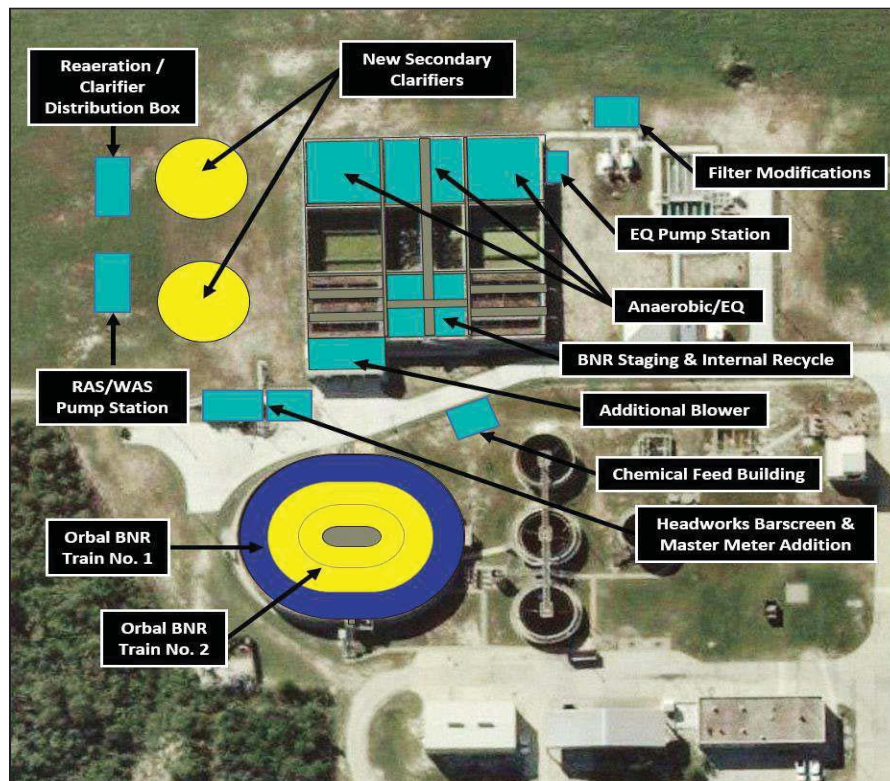 Reaeration /
Clarifier
Distribution Box
New Secondary
Clarifiers
Filter Modifications
EQ Pump Station
Anaerobic/EQ
BNR Staging & Internal Recycle
RAS/WAS
Pump Station
Additional Blower
Chemical Feed Building
Headworks Barscreen &
Master Meter Addition
Orbal BNR
Train No. 1
Orbal BNR
Train No. 2